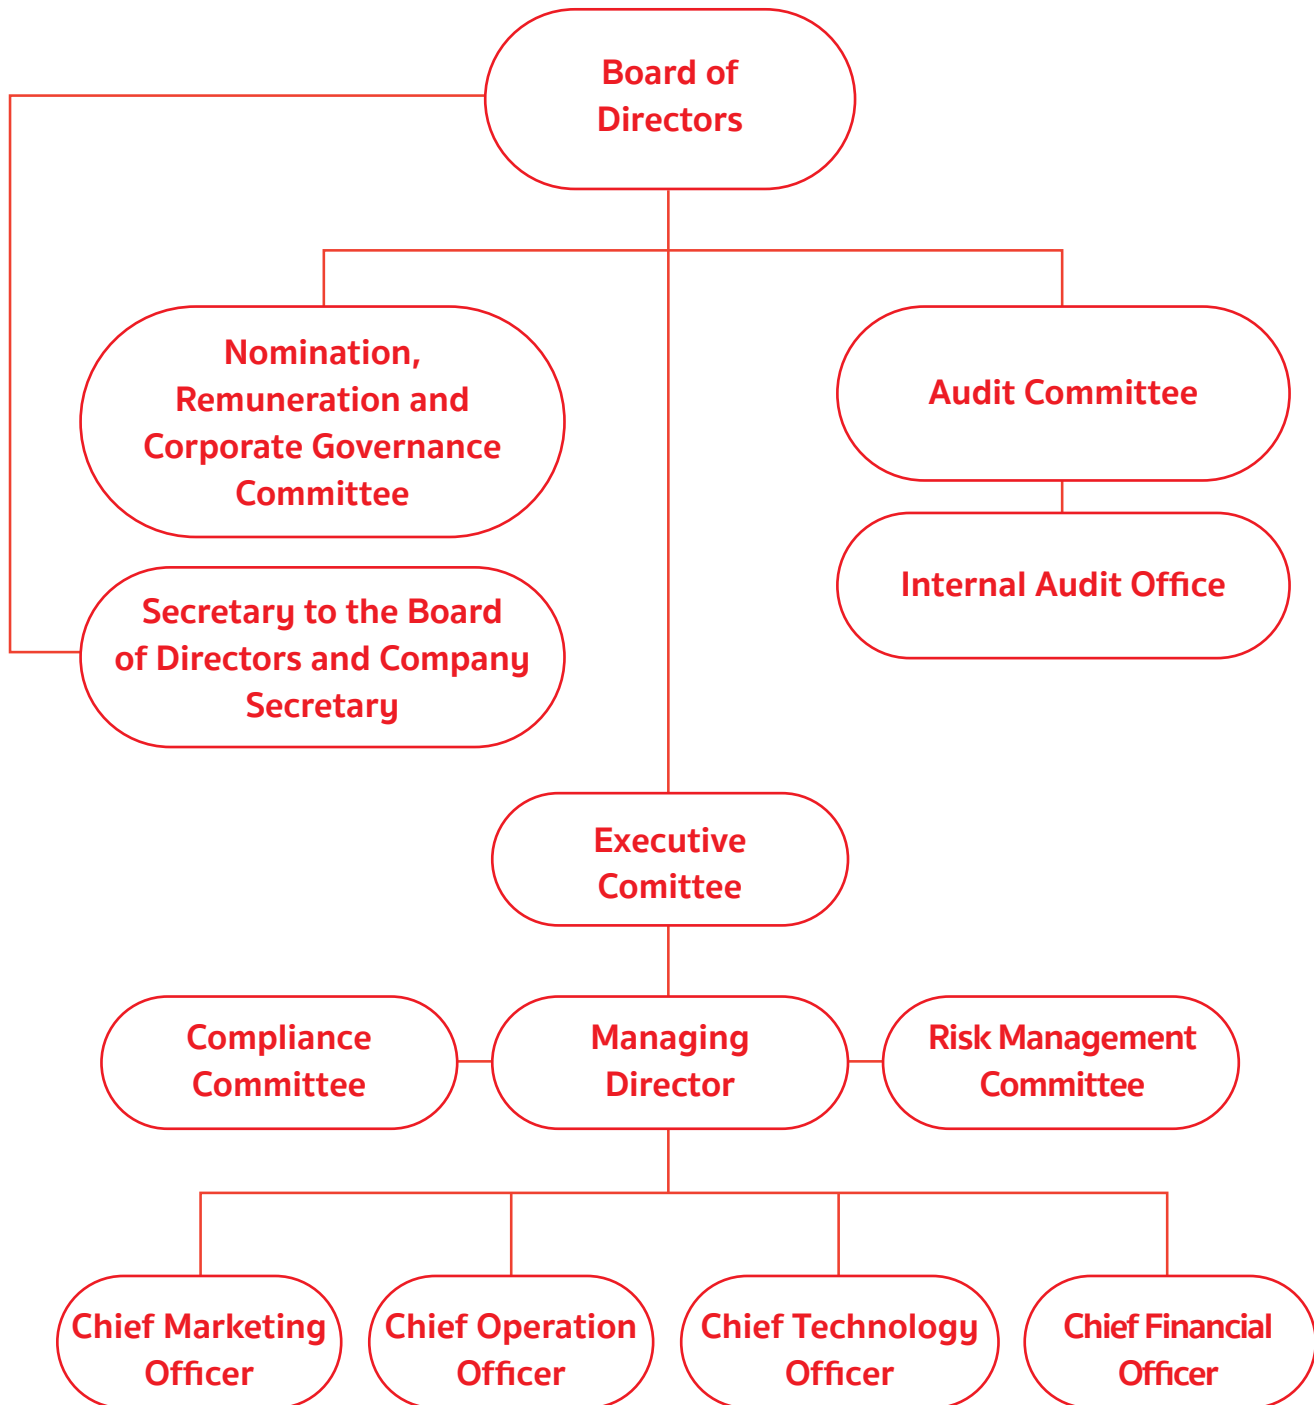 Board of
Directors
Nomination,
Remuneration and
Corporate Governance
Committee
Audit Committee
Internal Audit Office
Secretary to the Board
of Directors and Company
Secretary
Executive
Comittee
Compliance
Committee
Managing
Director
Risk Management
Committee
Chief Marketing
Officer
Chief Operation
Officer
Chief Technology
Officer
Chief Financial
Officer